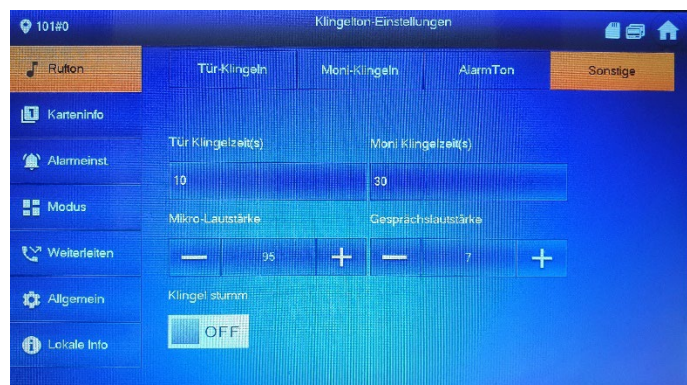 101#0
Klingelton-Einstellungen
Rufton
Tür-Klingeln
Moni-Klingeln
AlarmTon
Sonstige
1
Karteninfo
Alarmeinst
Modus
Weiterleiten
Allgemein
Lokale Info
Tür Klingelzeit(s)
Moni Klingelzeit(s)
10
30
Mikro-Lautstärke
Gesprächslautstärke
95
7
Klingel stumm
OFF